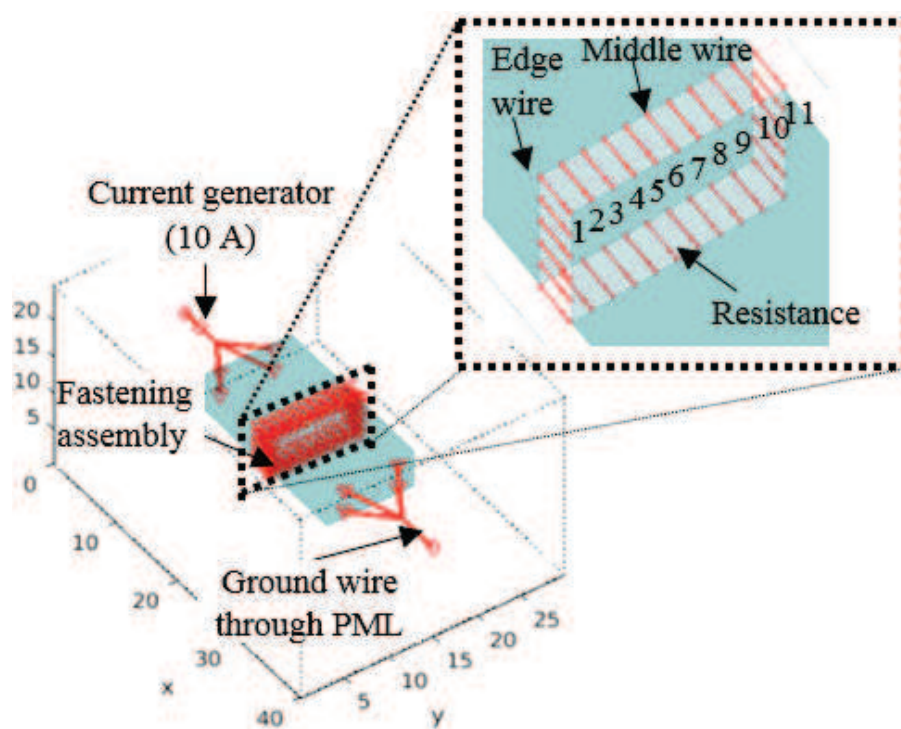 Middle wire
Edge
wire
1 2 3 4 5 6 7 8 9 10 11
Resistance
Current generator
(10 A)
20
15
10
5
0
Fastening
assembly
Ground wire
through PML
10
20
30
40
x
5
10
15
20
25
y